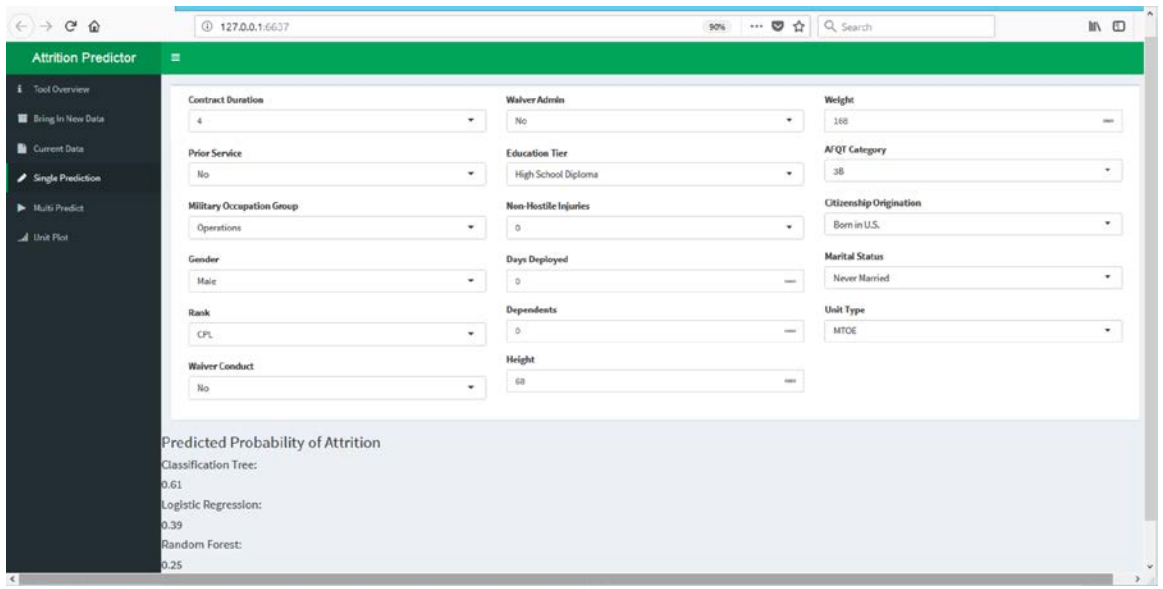 127.0.0.1:6637
90%
Search
Attrition Predictor
Tool Overview
Bring In New Data
Current Data
Single Prediction
Multi Predict
Unit Plot
Contract Duration
4
Prior Service
No
Military Occupation Group
Operations
Gender
Male
Rank
CPL
Waiver Conduct
No
Waiver Admin
No
Education Tier
High School Diploma
Non-Hostile Injuries
0
Days Deployed
0
Dependents
0
Height
68
Weight
168
AFQT Category
3B
Citizenship Origination
Born in U.S.
Marital Status
Never Married
Unit Type
MTOE
Predicted Probability of Attrition
Classification Tree:
0.61
Logistic Regression:
0.39
Random Forest:
0.25